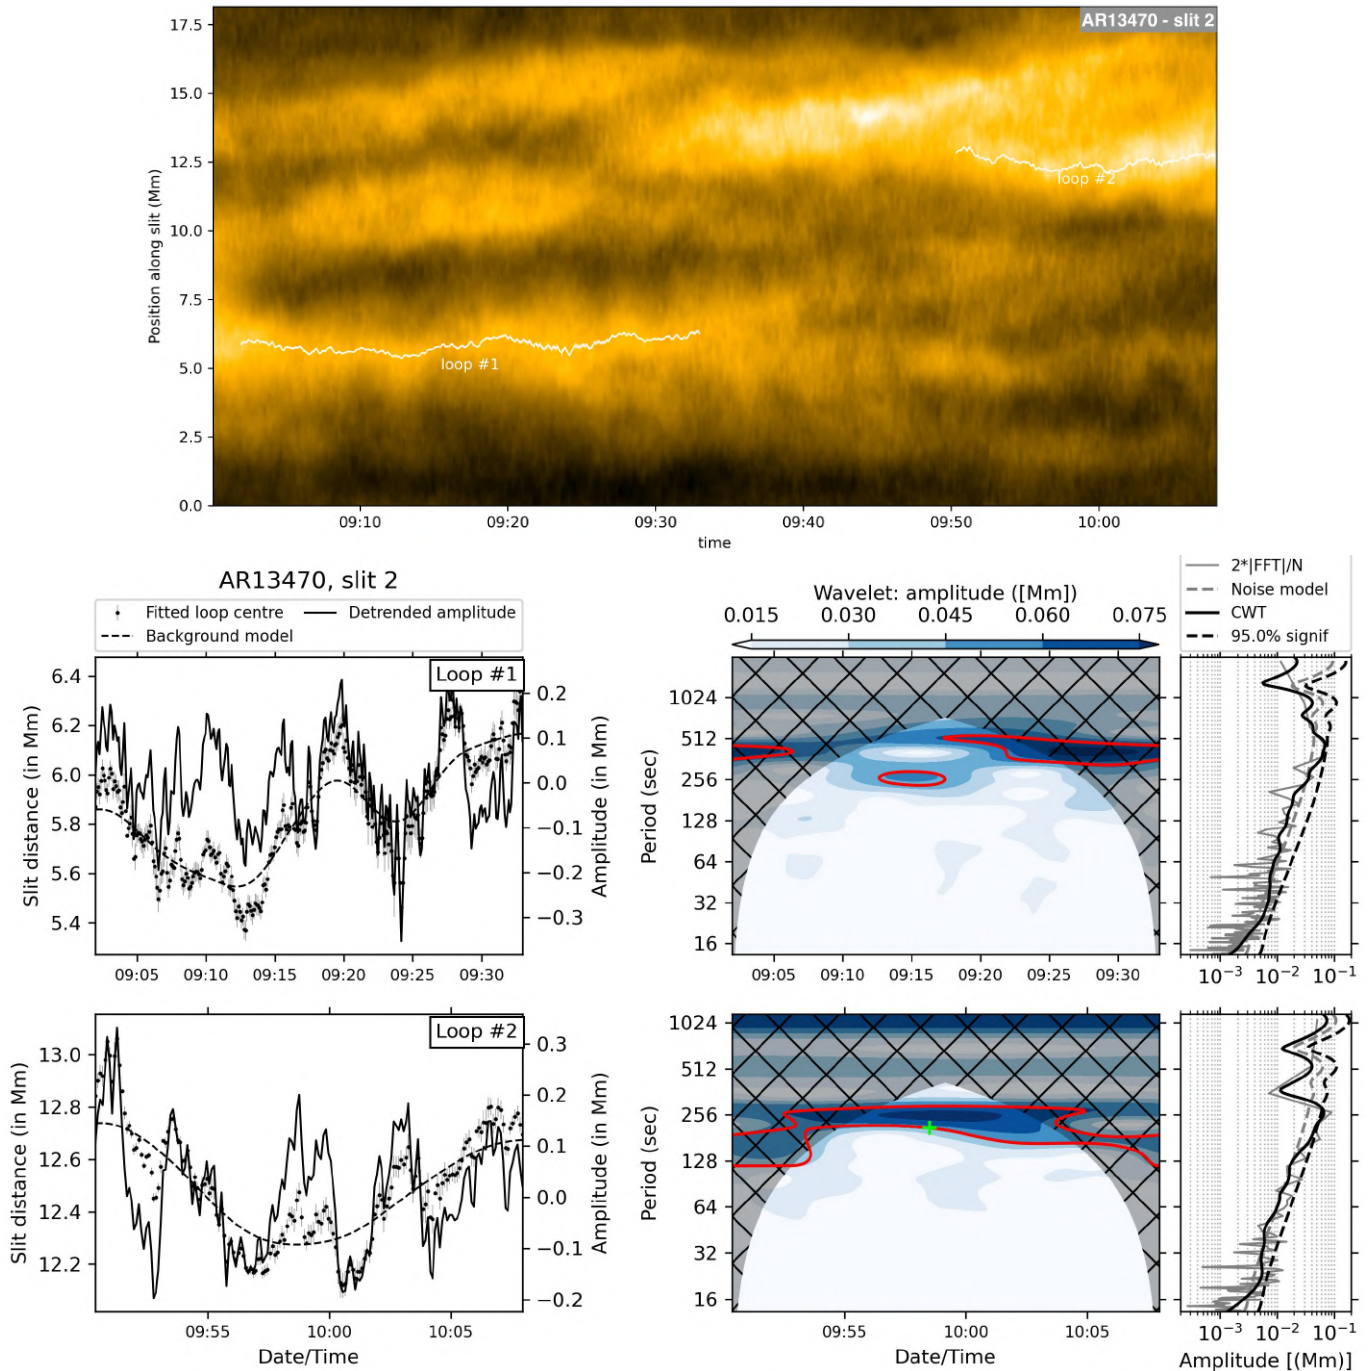 AR13470 - slit 2
17.5
15.0
12.5
10.0
7.5
5.0
2.5
0.0
Position along slit (Mm)
loop #2
loop #1
09:10 09:20 09:30 09:40 09:50 10:00
time
AR13470, slit 2
Fitted loop centre
Detrended amplitude
Background model
Wavelet: amplitude ([Mm])
0.015 0.030 0.045 0.060 0.075
2*|FFT|/N
Noise model
CWT
95.0% signif
Loop #1
6.4
6.2
6.0
5.8
5.6
5.4
Slit distance (in Mm)
0.2
0.1
0.0
−0.1
−0.2
−0.3
Amplitude (in Mm)
09:05 09:10 09:15 09:20 09:25 09:30
1024
512
256
128
64
32
16
Period (sec)
09:05 09:10 09:15 09:20 09:25 09:30
10⁻³ 10⁻² 10⁻¹
Loop #2
13.0
12.8
12.6
12.4
12.2
Slit distance (in Mm)
0.3
0.2
0.1
0.0
−0.1
−0.2
Amplitude (in Mm)
09:55 10:00 10:05
Date/Time
1024
512
256
128
64
32
16
Period (sec)
09:55 10:00 10:05
Date/Time
10⁻³ 10⁻² 10⁻¹
Amplitude [(Mm)]